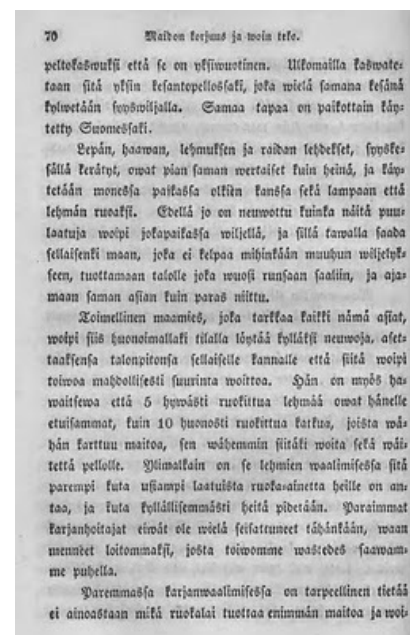 70 Maidon korjuus ja woin teko.
peltokaswuksi että se on yksiwuotinen. Ulkomailla kaswate-
taan sitä yksin kesantopellossaki, joka wielä samana kesänä
kylwetään syyswiljalla. Samaa tapaa on paikottain käy-
tetty Suomessaki.
Lepän, haawan, lehmuksen ja raidan lehdekset, syyske-
sällä kerätyt, owat pian saman wertaiset kuin heinä, ja käy-
tetään monessa paikassa olkien kanssa sekä lampaan että
lehmän ruoaksi. Edellä jo on neuwottu kuinka näitä puu-
laatuja woipi jokapaikassa wiljellä, ja sillä tawalla saada
sellaisenki maan, joka ei kelpaa mihinkään muuhun wiljelyk-
seen, tuottamaan talolle joka wuosi runsaan saaliin, ja aja-
maan saman asian kuin paras niittu.
Toimellinen maamies, joka tarkkaa kaikki nämä asiat,
woipi siis huonoimallaki tilalla löytää kylläksi neuwoja, aset-
taaksensa talonpitonsa sellaiselle kannalle että siitä woipi
toiwoa mahdollisesti suurinta woittoa. Hän on myös ha-
waitsewa että 5 hywästi ruokittua lehmää owat hänelle
etuisammat, kuin 10 huonosti ruokittua katkua, joista wä-
hän karttuu maitoa, sen wähemmin siitäki woita sekä wäi-
tettä pellolle. Ylimalkain on se lehmien waalimisessa sitä
parempi kuta usiampi laatuista ruoka-ainetta heille on an-
taa, ja kuta kyllällisemmästi heitä pidetään. Paraimmat
karjanhoitajat eiwät ole wielä seisattuneet tähänkään, waan
menneet loitommaksi, josta toiwomme wastedes saawam-
me puhella.
Paremmassa karjanwaalimisessa on tarpeellinen tietää
ei ainoastaan mikä ruokalai tuottaa enimmän maitoa ja woi-